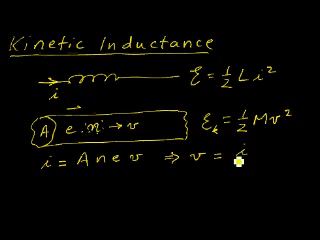 Kinetic Inductance
i ℰ = 1/2 L i²
A e, n → v ℰₖ = 1/2 M v²
i = A n e v ⇒ v = i